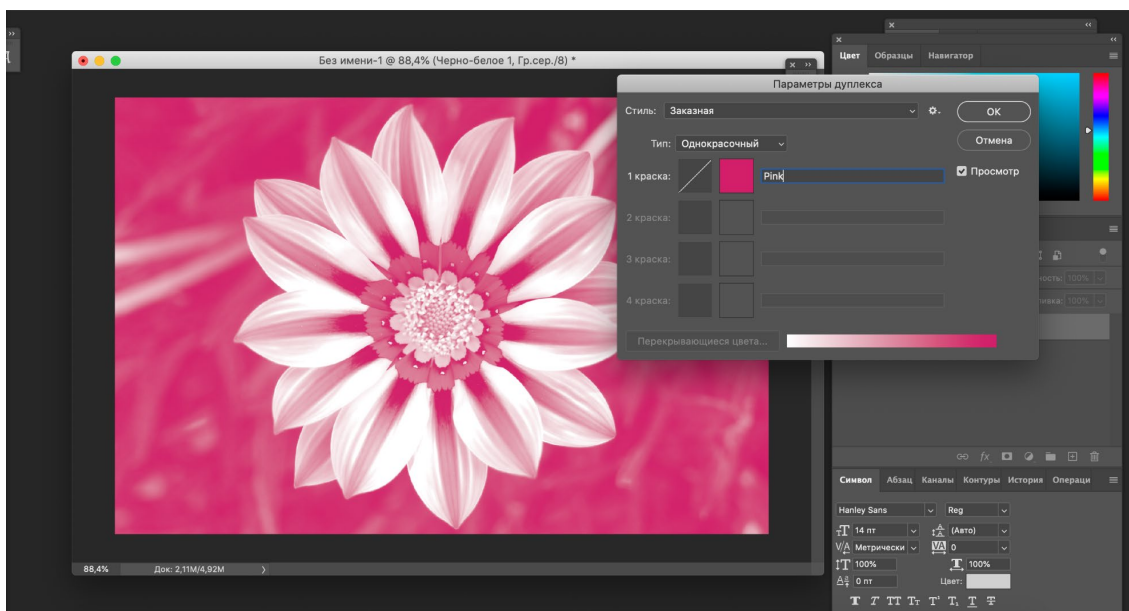 Без имени-1 @ 88,4% (Черно-белое 1, Гр.сер./8) *
88,4% Док: 2,11M/4,92M
Параметры дуплекса
Стиль: Заказная
OK
Тип: Однокрасочный
Отмена
1 краска: Pink
Просмотр
2 краска:
3 краска:
4 краска:
Перекрывающиеся цвета...
Цвет Образцы Навигатор
100%
100%
Символ Абзац Каналы Контуры История Операци
Hanley Sans Reg
14 пт (Авто)
Метрически 0
100% 100%
0 пт Цвет: